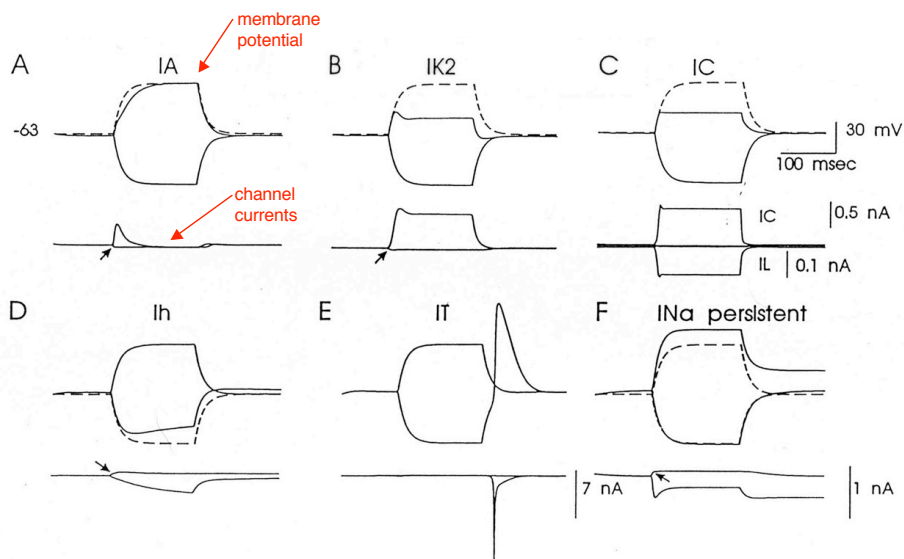 membrane
potential
A
IA
B
IK2
C
IC
-63
30 mV
100 msec
channel
currents
IC
0.5 nA
IL
0.1 nA
D
Ih
E
IT
F
INa persistent
7 nA
1 nA